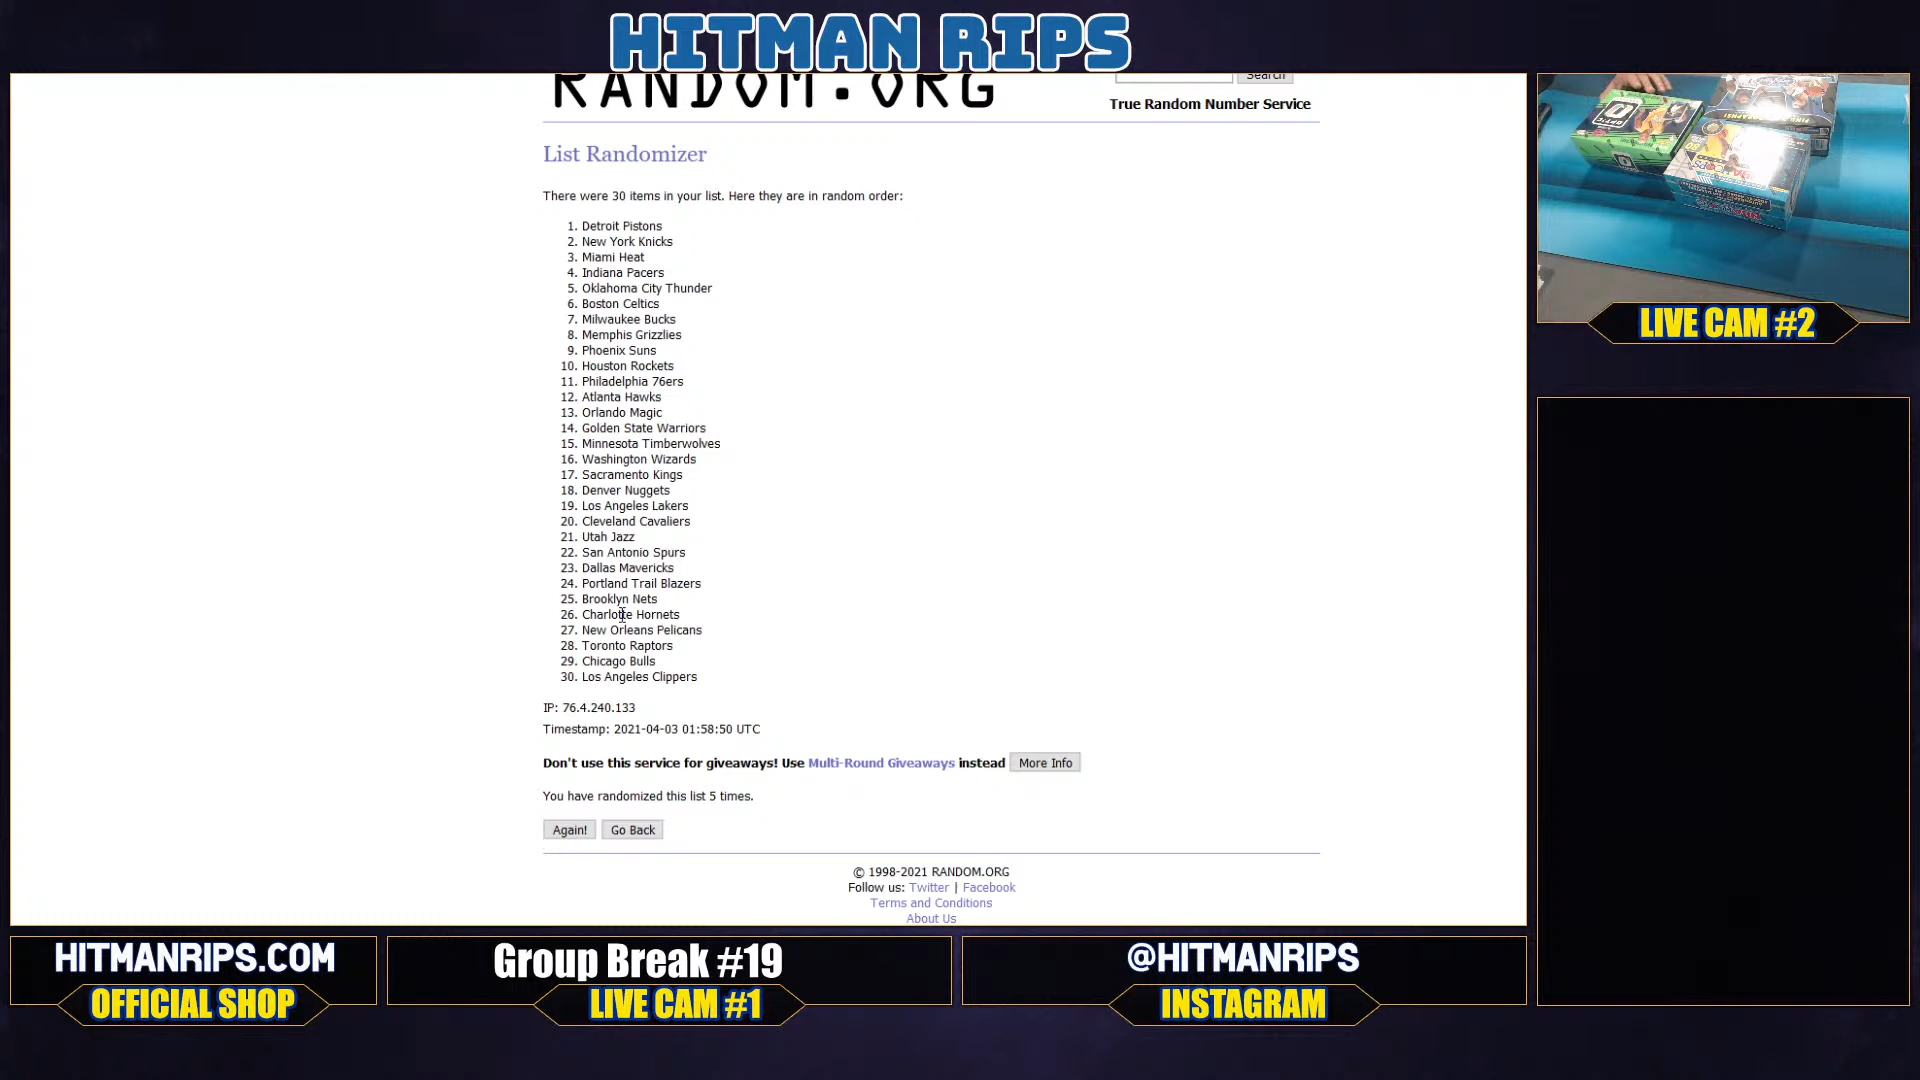 HITMAN RIPS
RANDOM.ORG
Search
True Random Number Service
List Randomizer
There were 30 items in your list. Here they are in random order:
1. Detroit Pistons
2. New York Knicks
3. Miami Heat
4. Indiana Pacers
5. Oklahoma City Thunder
6. Boston Celtics
7. Milwaukee Bucks
8. Memphis Grizzlies
9. Phoenix Suns
10. Houston Rockets
11. Philadelphia 76ers
12. Atlanta Hawks
13. Orlando Magic
14. Golden State Warriors
15. Minnesota Timberwolves
16. Washington Wizards
17. Sacramento Kings
18. Denver Nuggets
19. Los Angeles Lakers
20. Cleveland Cavaliers
21. Utah Jazz
22. San Antonio Spurs
23. Dallas Mavericks
24. Portland Trail Blazers
25. Brooklyn Nets
26. Charlotte Hornets
27. New Orleans Pelicans
28. Toronto Raptors
29. Chicago Bulls
30. Los Angeles Clippers
IP: 76.4.240.133
Timestamp: 2021-04-03 01:58:50 UTC
Don't use this service for giveaways! Use Multi-Round Giveaways instead More Info
You have randomized this list 5 times.
Again! Go Back
© 1998-2021 RANDOM.ORG
Follow us: Twitter | Facebook
Terms and Conditions
About Us
OPTIC
LIVE CAM #2
HITMANRIPS.COM
OFFICIAL SHOP
Group Break #19
LIVE CAM #1
@HITMANRIPS
INSTAGRAM